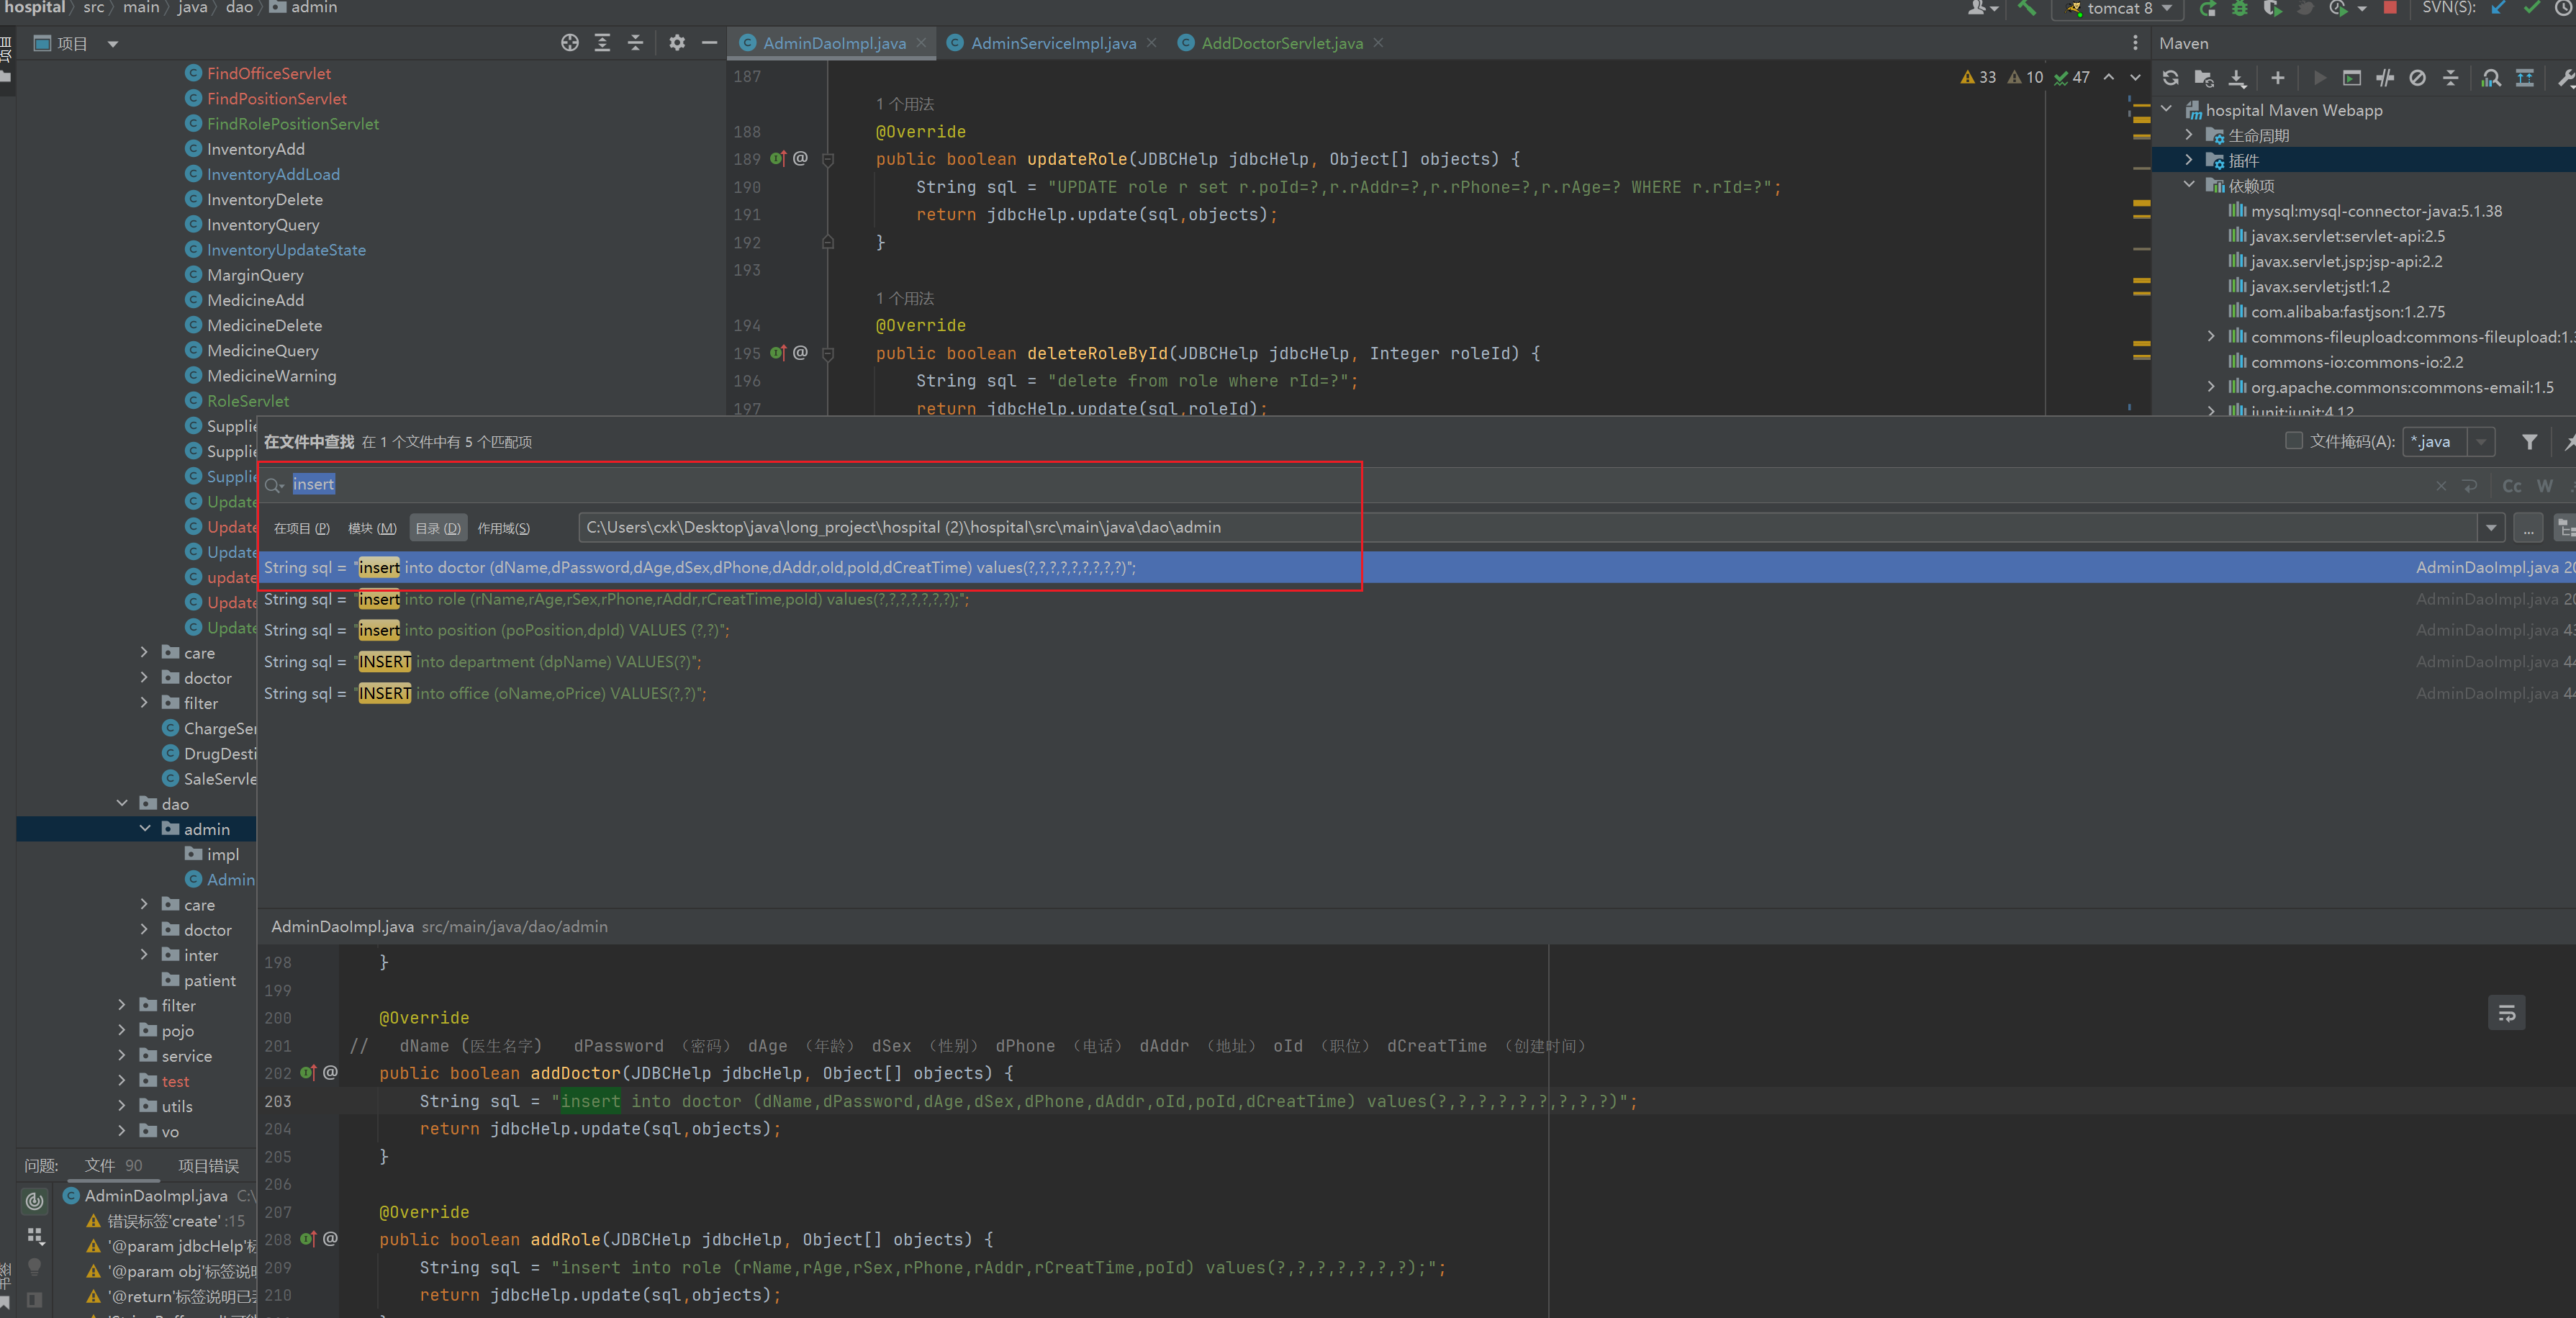 hospital 〉 src 〉 main 〉 java 〉 dao 〉 admin
tomcat 8
SVN(S):
项目
项目
AdminDaoImpl.java
AdminServiceImpl.java
AddDoctorServlet.java
Maven
FindOfficeServlet
FindPositionServlet
FindRolePositionServlet
InventoryAdd
InventoryAddLoad
InventoryDelete
InventoryQuery
InventoryUpdateState
MarginQuery
MedicineAdd
MedicineDelete
MedicineQuery
MedicineWarning
RoleServlet
Supplie
Supplie
Supplie
Update
Update
Update
update
Update
Update
care
doctor
filter
ChargeSer
DrugDesti
SaleServle
dao
admin
impl
Admin
care
doctor
inter
patient
filter
pojo
service
test
utils
vo
187
33 10 47
1 个用法
188 @Override
189 @ public boolean updateRole(JDBCHelp jdbcHelp, Object[] objects) {
190 String sql = "UPDATE role r set r.poId=?,r.rAddr=?,r.rPhone=?,r.rAge=? WHERE r.rId=?";
191 return jdbcHelp.update(sql,objects);
192 }
193
1 个用法
194 @Override
195 @ public boolean deleteRoleById(JDBCHelp jdbcHelp, Integer roleId) {
196 String sql = "delete from role where rId=?";
197 return jdbcHelp.update(sql,roleId);
hospital Maven Webapp
生命周期
插件
依赖项
mysql:mysql-connector-java:5.1.38
javax.servlet:servlet-api:2.5
javax.servlet.jsp:jsp-api:2.2
javax.servlet:jstl:1.2
com.alibaba:fastjson:1.2.75
commons-fileupload:commons-fileupload:1.3
commons-io:commons-io:2.2
org.apache.commons:commons-email:1.5
junit:junit:4.12
在文件中查找 在 1 个文件中有 5 个匹配项
文件掩码(A): *.java
insert
Cc W
在项目 (P) 模块 (M) 目录 (D) 作用域(S) C:\Users\cxk\Desktop\java\long_project\hospital (2)\hospital\src\main\java\dao\admin ...
String sql = "insert into doctor (dName,dPassword,dAge,dSex,dPhone,dAddr,oId,poId,dCreatTime) values(?,?,?,?,?,?,?,?,?)"; AdminDaoImpl.java 20
String sql = "insert into role (rName,rAge,rSex,rPhone,rAddr,rCreatTime,poId) values(?,?,?,?,?,?,?);"; AdminDaoImpl.java 20
String sql = "insert into position (poPosition,dpId) VALUES (?,?)"; AdminDaoImpl.java 43
String sql = "INSERT into department (dpName) VALUES(?)"; AdminDaoImpl.java 44
String sql = "INSERT into office (oName,oPrice) VALUES(?,?)"; AdminDaoImpl.java 44
AdminDaoImpl.java src/main/java/dao/admin
198 }
199
200 @Override
201 // dName (医生名字) dPassword （密码） dAge （年龄） dSex （性别） dPhone （电话） dAddr （地址） oId （职位） dCreatTime （创建时间）
202 @ public boolean addDoctor(JDBCHelp jdbcHelp, Object[] objects) {
203 String sql = "insert into doctor (dName,dPassword,dAge,dSex,dPhone,dAddr,oId,poId,dCreatTime) values(?,?,?,?,?,?,?,?,?)";
204 return jdbcHelp.update(sql,objects);
205 }
206
207 @Override
208 @ public boolean addRole(JDBCHelp jdbcHelp, Object[] objects) {
209 String sql = "insert into role (rName,rAge,rSex,rPhone,rAddr,rCreatTime,poId) values(?,?,?,?,?,?,?);";
210 return jdbcHelp.update(sql,objects);
问题: 文件 90 项目错误
AdminDaoImpl.java C:\
错误标签'create' :15
'@param jdbcHelp'标
'@param obj'标签说明
'@return'标签说明已